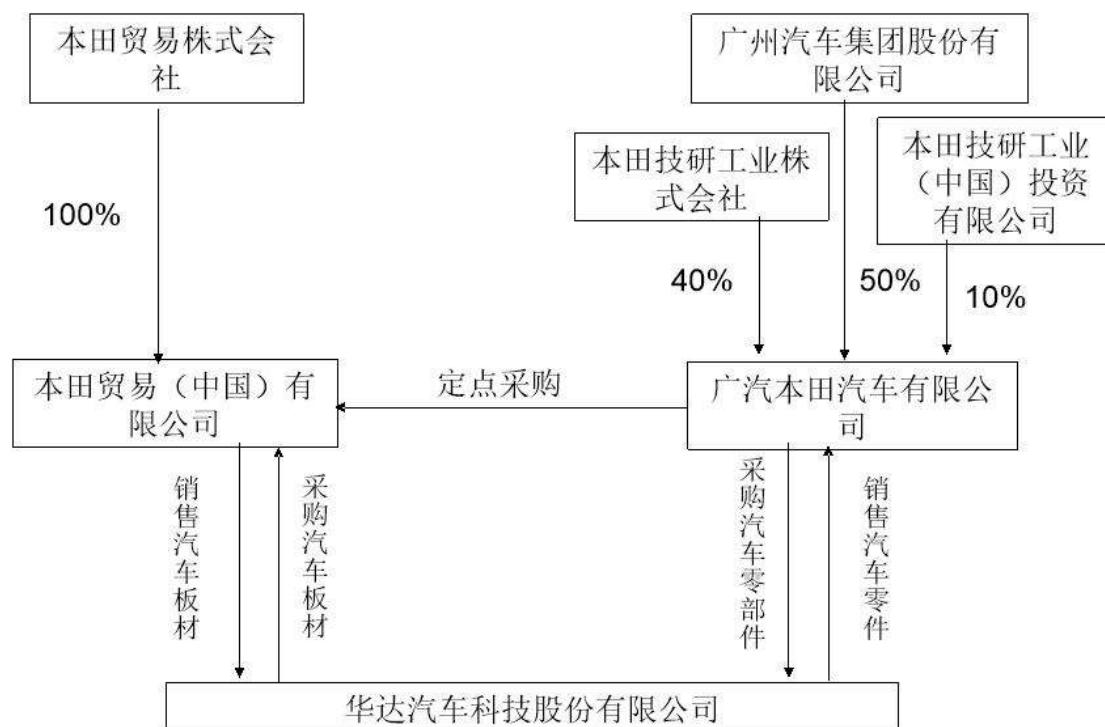 本田贸易株式会
社
广州汽车集团股份有
限公司
本田技研工业株
式会社
本田技研工业
（中国）投资
有限公司
100%
40%
50%
10%
本田贸易（中国）有
限公司
定点采购
广汽本田汽车有限公
司
销售汽车板材
采购汽车板材
采购汽车零部件
销售汽车零件
华达汽车科技股份有限公司